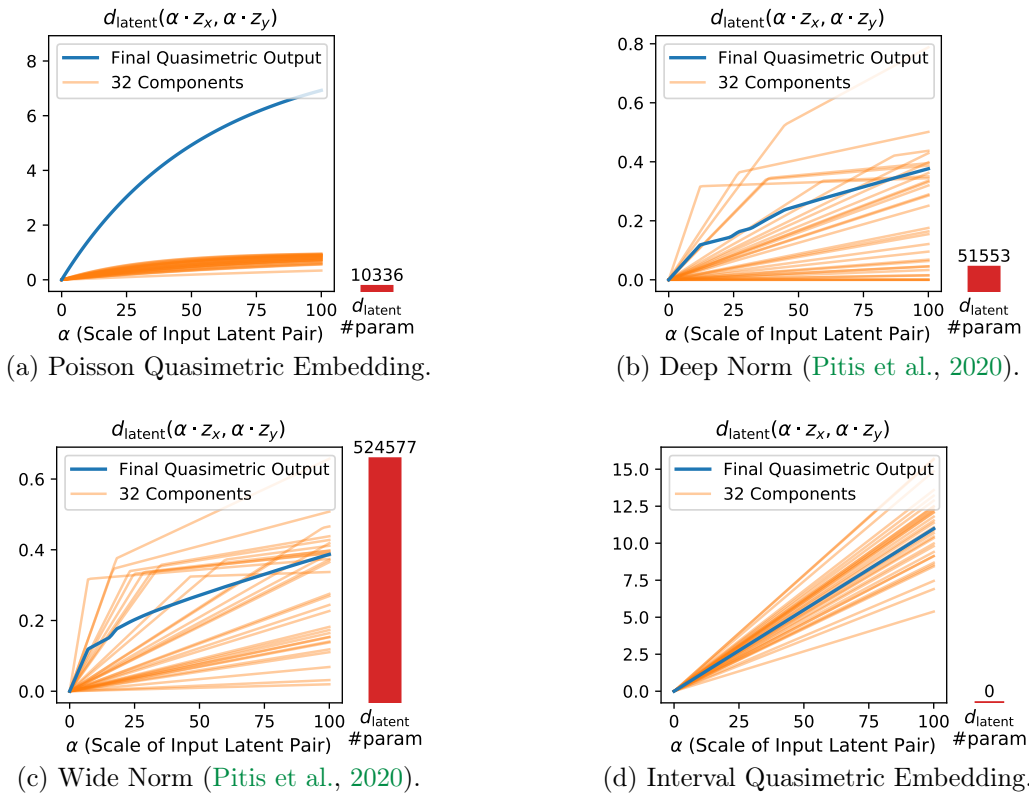 d_latent(α · z_x, α · z_y)
Final Quasimetric Output
32 Components
8
6
4
2
0
0 25 50 75 100
α (Scale of Input Latent Pair)
10336
d_latent
#param
(a) Poisson Quasimetric Embedding.
d_latent(α · z_x, α · z_y)
Final Quasimetric Output
32 Components
0.8
0.6
0.4
0.2
0.0
0 25 50 75 100
α (Scale of Input Latent Pair)
51553
d_latent
#param
(b) Deep Norm (Pitis et al., 2020).
d_latent(α · z_x, α · z_y)
Final Quasimetric Output
32 Components
0.6
0.4
0.2
0.0
0 25 50 75 100
α (Scale of Input Latent Pair)
524577
d_latent
#param
(c) Wide Norm (Pitis et al., 2020).
d_latent(α · z_x, α · z_y)
Final Quasimetric Output
32 Components
15.0
12.5
10.0
7.5
5.0
2.5
0.0
0 25 50 75 100
α (Scale of Input Latent Pair)
0
d_latent
#param
(d) Interval Quasimetric Embedding.